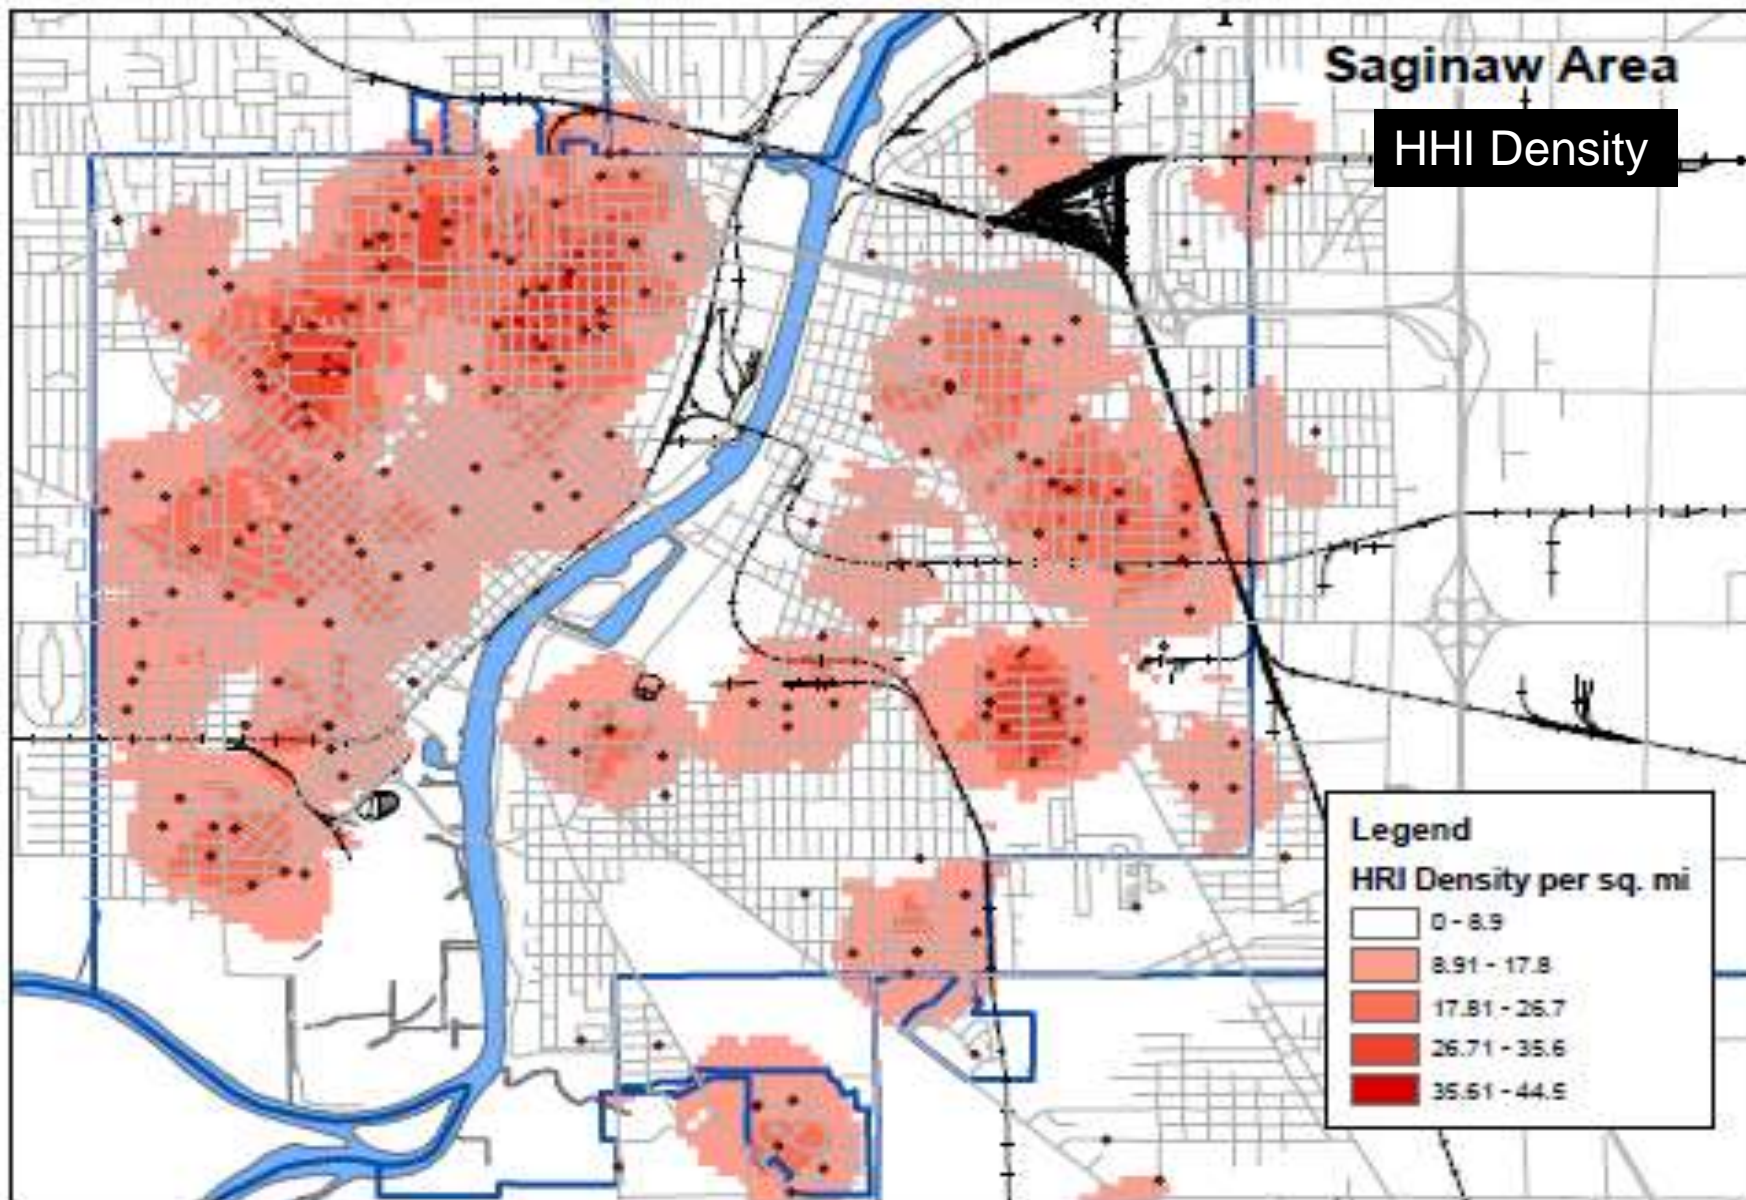 Saginaw Area
HHI Density
Legend
HRI Density per sq. mi
0 - 8.9
8.91 - 17.8
17.81 - 26.7
26.71 - 35.6
35.61 - 44.5